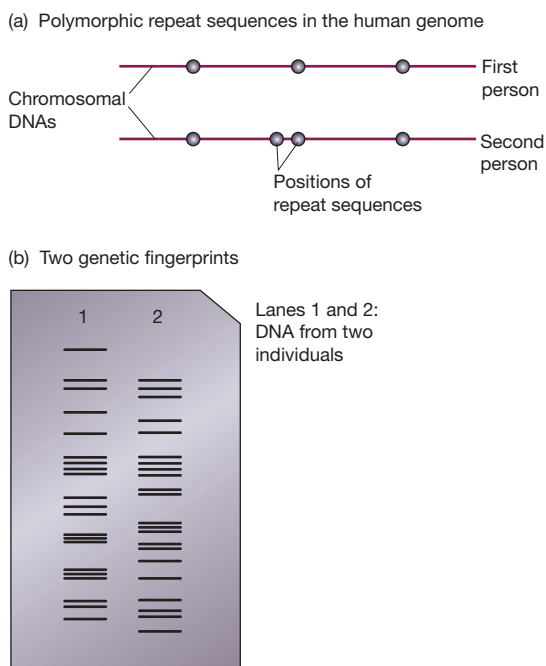 (a) Polymorphic repeat sequences in the human genome
First
person
Chromosomal
DNAs
Second
person
Positions of
repeat sequences
(b) Two genetic fingerprints
1 2
Lanes 1 and 2:
DNA from two
individuals